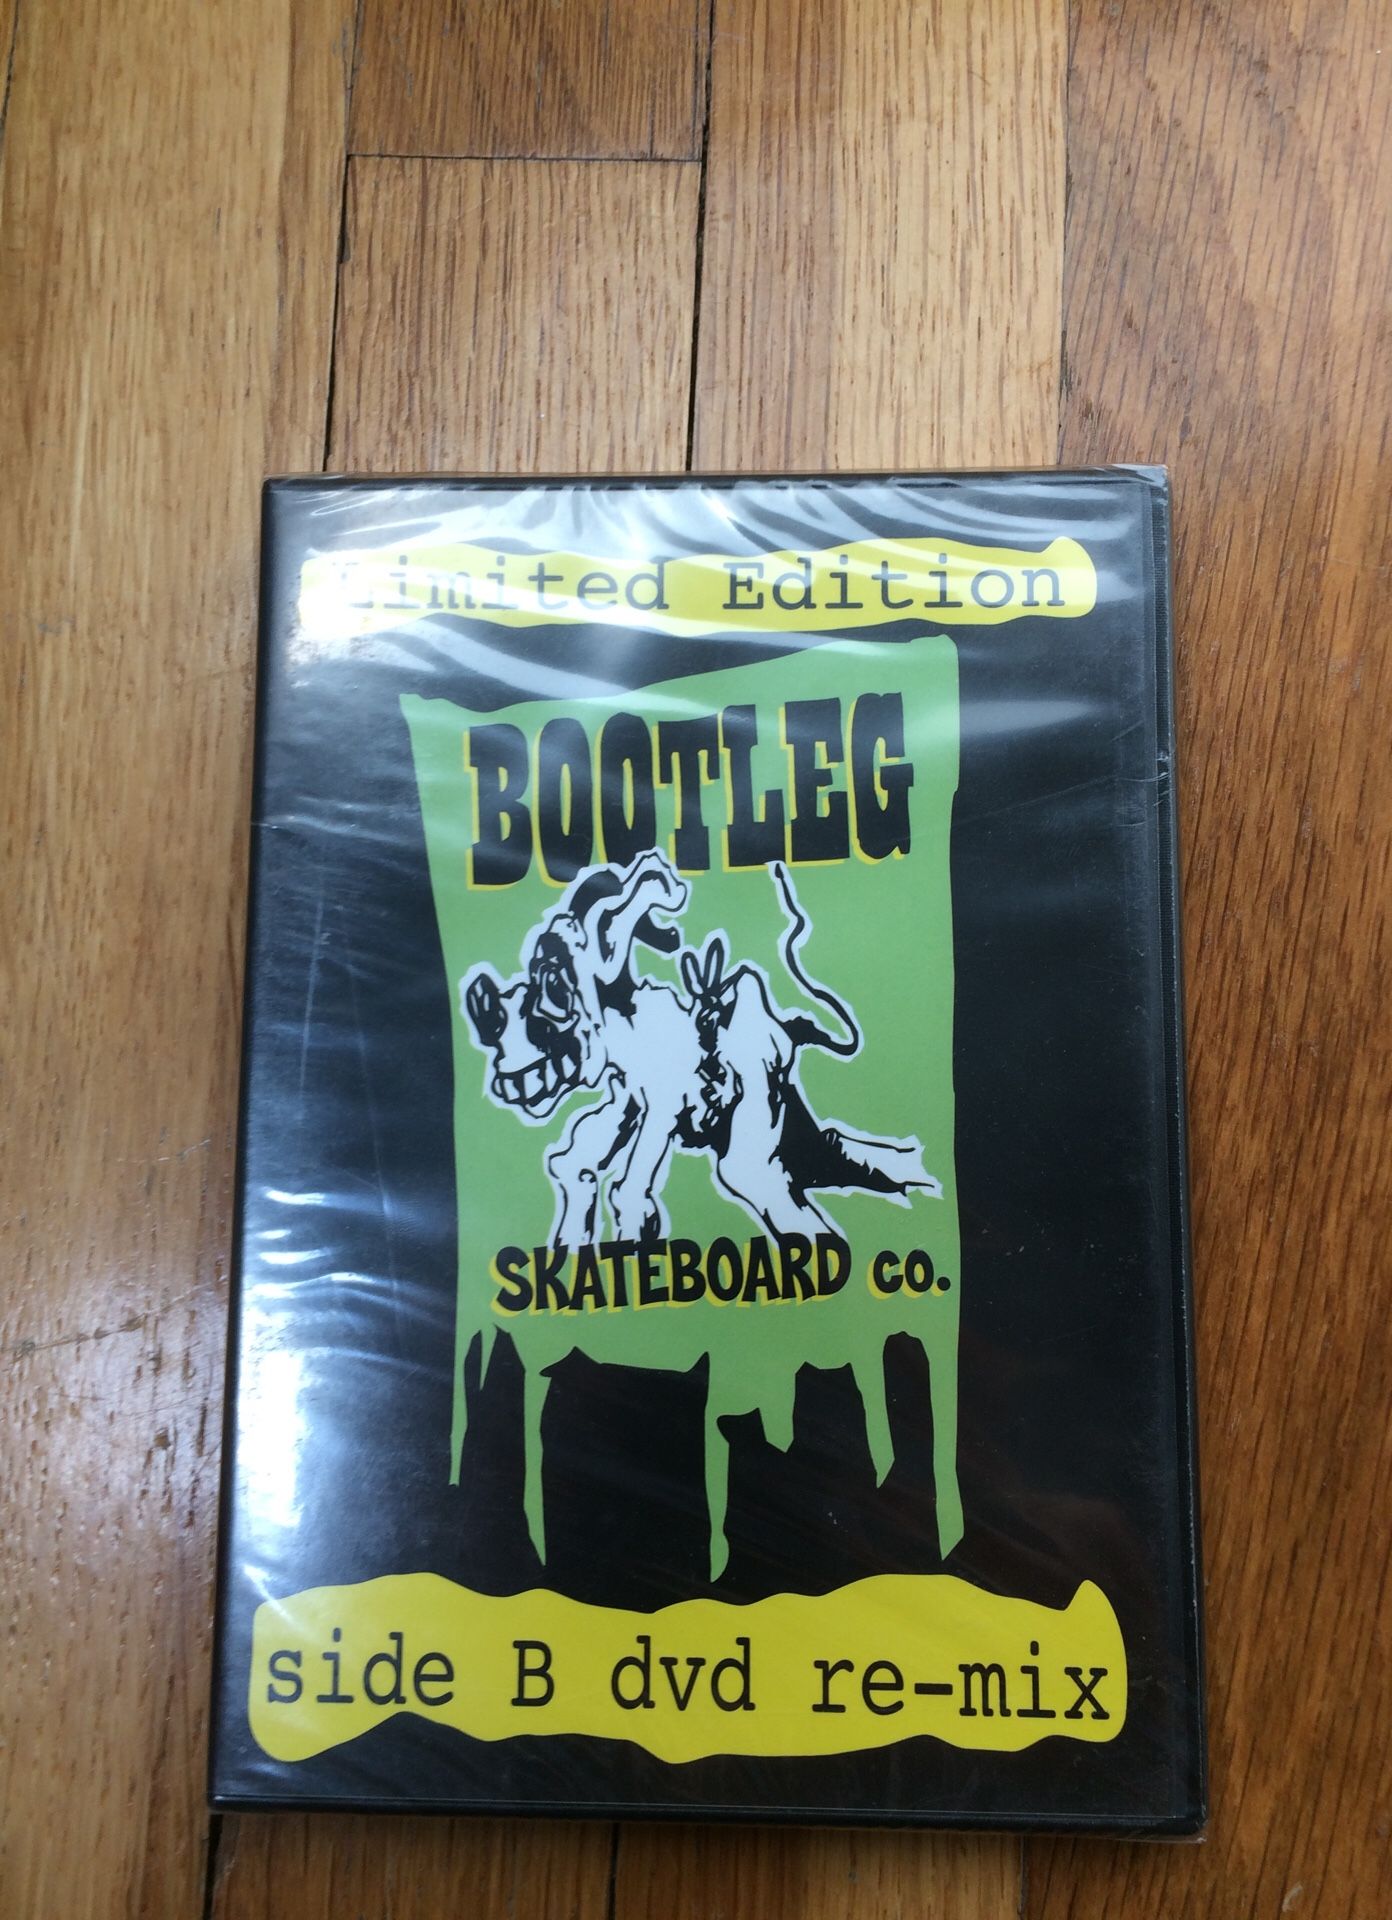 Limited Edition
BOOTLEG
SKATEBOARD CO.
side B dvd re-mix